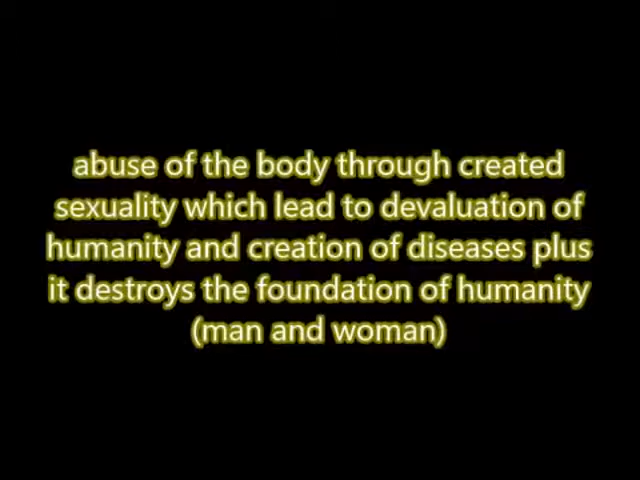 abuse of the body through created
sexuality which lead to devaluation of
humanity and creation of diseases plus
it destroys the foundation of humanity
(man and woman)